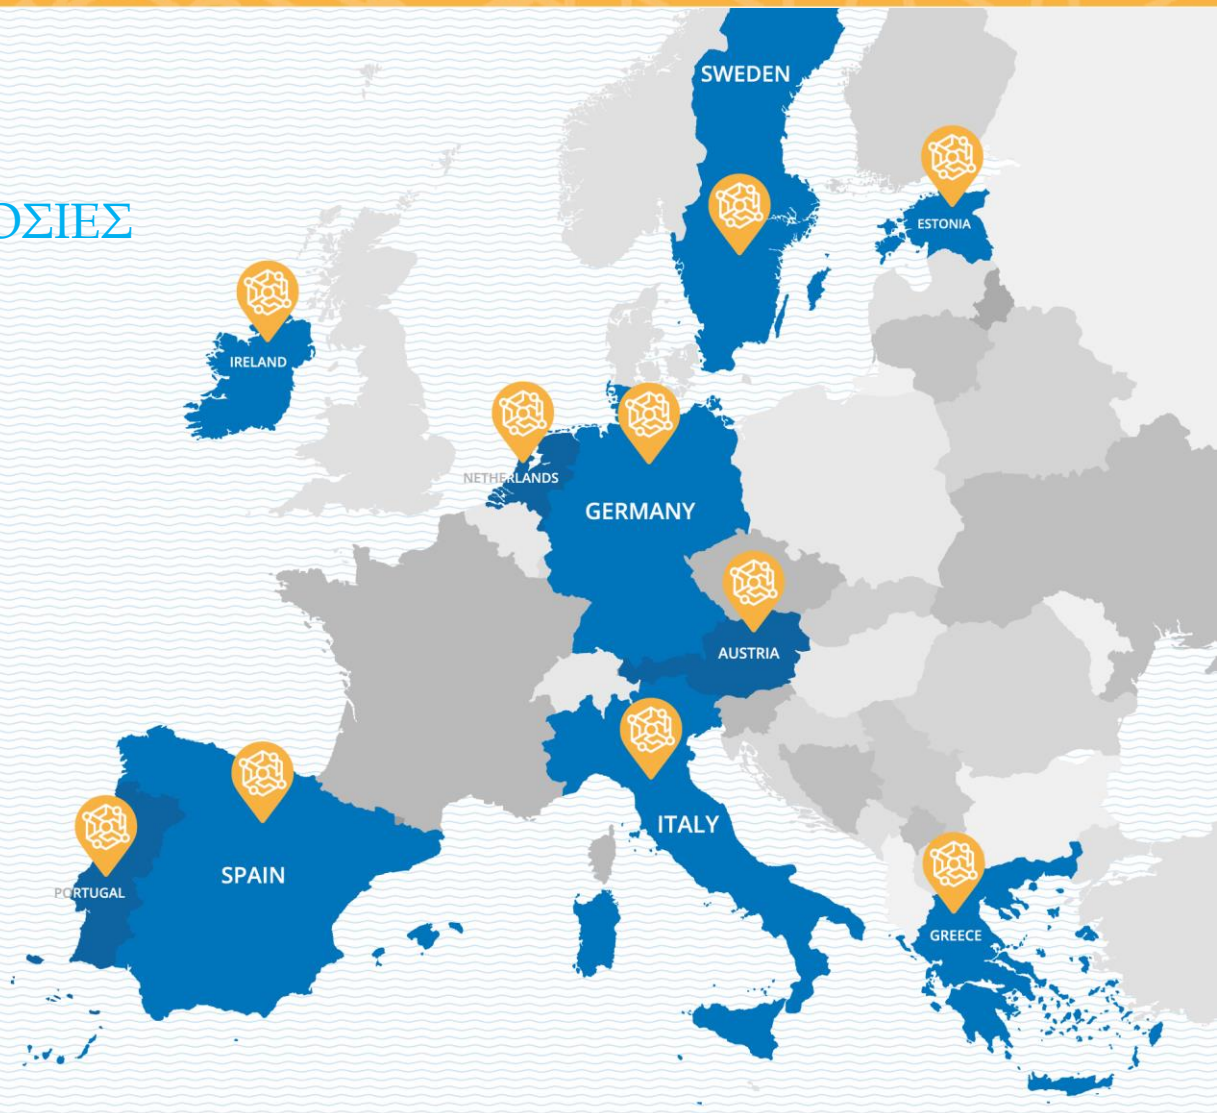 SWEDEN
ΟΣΙΕΣ
ESTONIA
IRELAND
NETHERLANDS
GERMANY
AUSTRIA
ITALY
SPAIN
PORTUGAL
GREECE